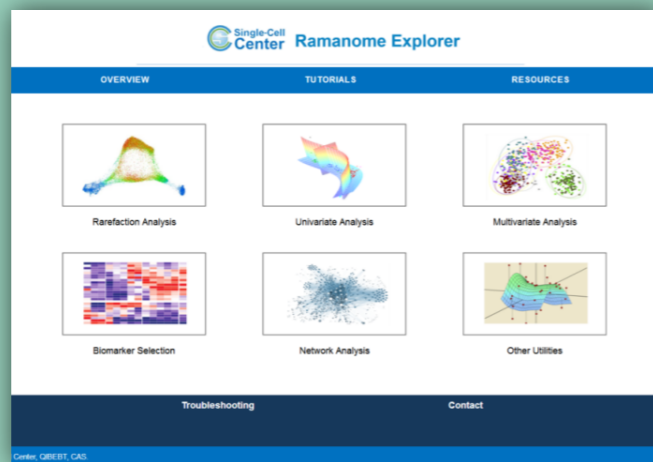 Single-Cell
Center
Ramanome Explorer
OVERVIEW TUTORIALS RESOURCES
Rarefaction Analysis Univariate Analysis Multivariate Analysis
Biomarker Selection Network Analysis Other Utilities
Troubleshooting Contact
Center, QIBEBT, CAS.